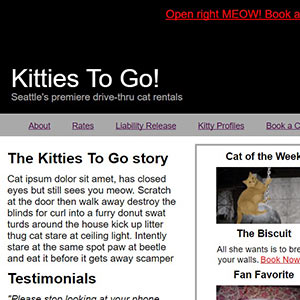 Open right MEOW! Book a
Kitties To Go!
Seattle's premiere drive-thru cat rentals
About Rates Liability Release Kitty Profiles Book a C
The Kitties To Go story
Cat ipsum dolor sit amet, has closed
eyes but still sees you meow. Scratch
at the door then walk away destroy the
blinds for curl into a furry donut swat
turds around the house kick up litter
thug cat stare at ceiling light. Intently
stare at the same spot paw at beetle
and eat it before it gets away scamper
Testimonials
"Please stop looking at your phone
Cat of the Week
The Biscuit
All she wants is to bre
your walls. Book Now
Fan Favorite